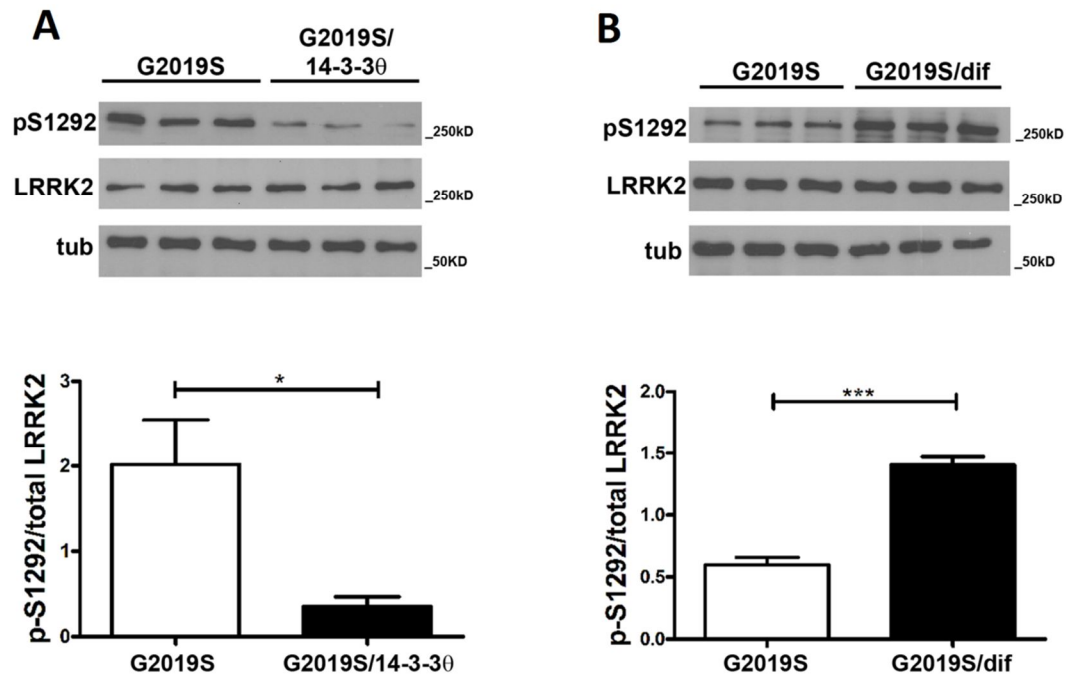 A
G2019S
G2019S/
14-3-3θ
pS1292
_250kD
LRRK2
_250kD
tub
_50KD
p-S1292/total LRRK2
3
2
1
0
*
G2019S
G2019S/14-3-3θ
B
G2019S
G2019S/dif
pS1292
_250kD
LRRK2
_250kD
tub
_50kD
p-S1292/total LRRK2
2.0
1.5
1.0
0.5
0.0
***
G2019S
G2019S/dif